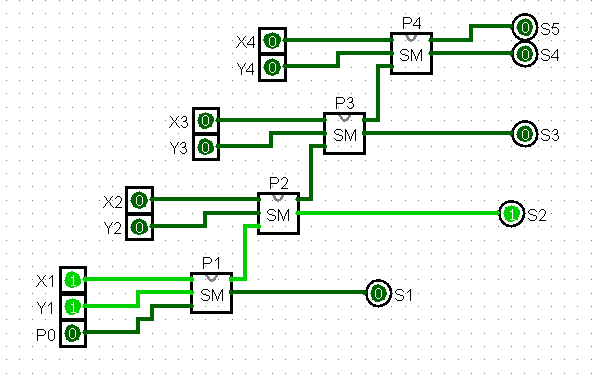 P4
X4 0 0 S5
SM
Y4 0 0 S4
P3
X3 0
SM 0 S3
Y3 0
P2
X2 0
SM 1 S2
Y2 0
P1
X1 1
SM 0 S1
Y1 1
P0 0